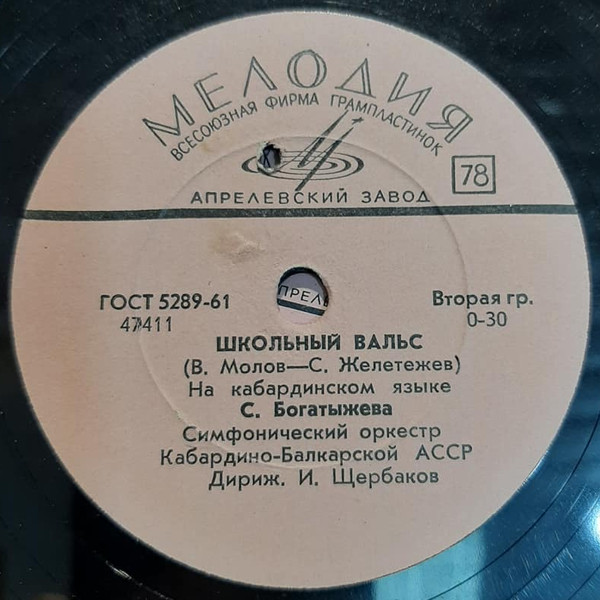 МЕЛОДИЯ
ВСЕСОЮЗНАЯ ФИРМА ГРАМПЛАСТИНОК
АПРЕЛЕВСКИЙ ЗАВОД
78
ПРЕЛЕ
ГОСТ 5289-61
47411
Вторая гр.
0-30
ШКОЛЬНЫЙ ВАЛЬС
(В. Молов—С. Желетежев)
На кабардинском языке
С. Богатыжева
Симфонический оркестр
Кабардино-Балкарской АССР
Дириж. И. Щербаков